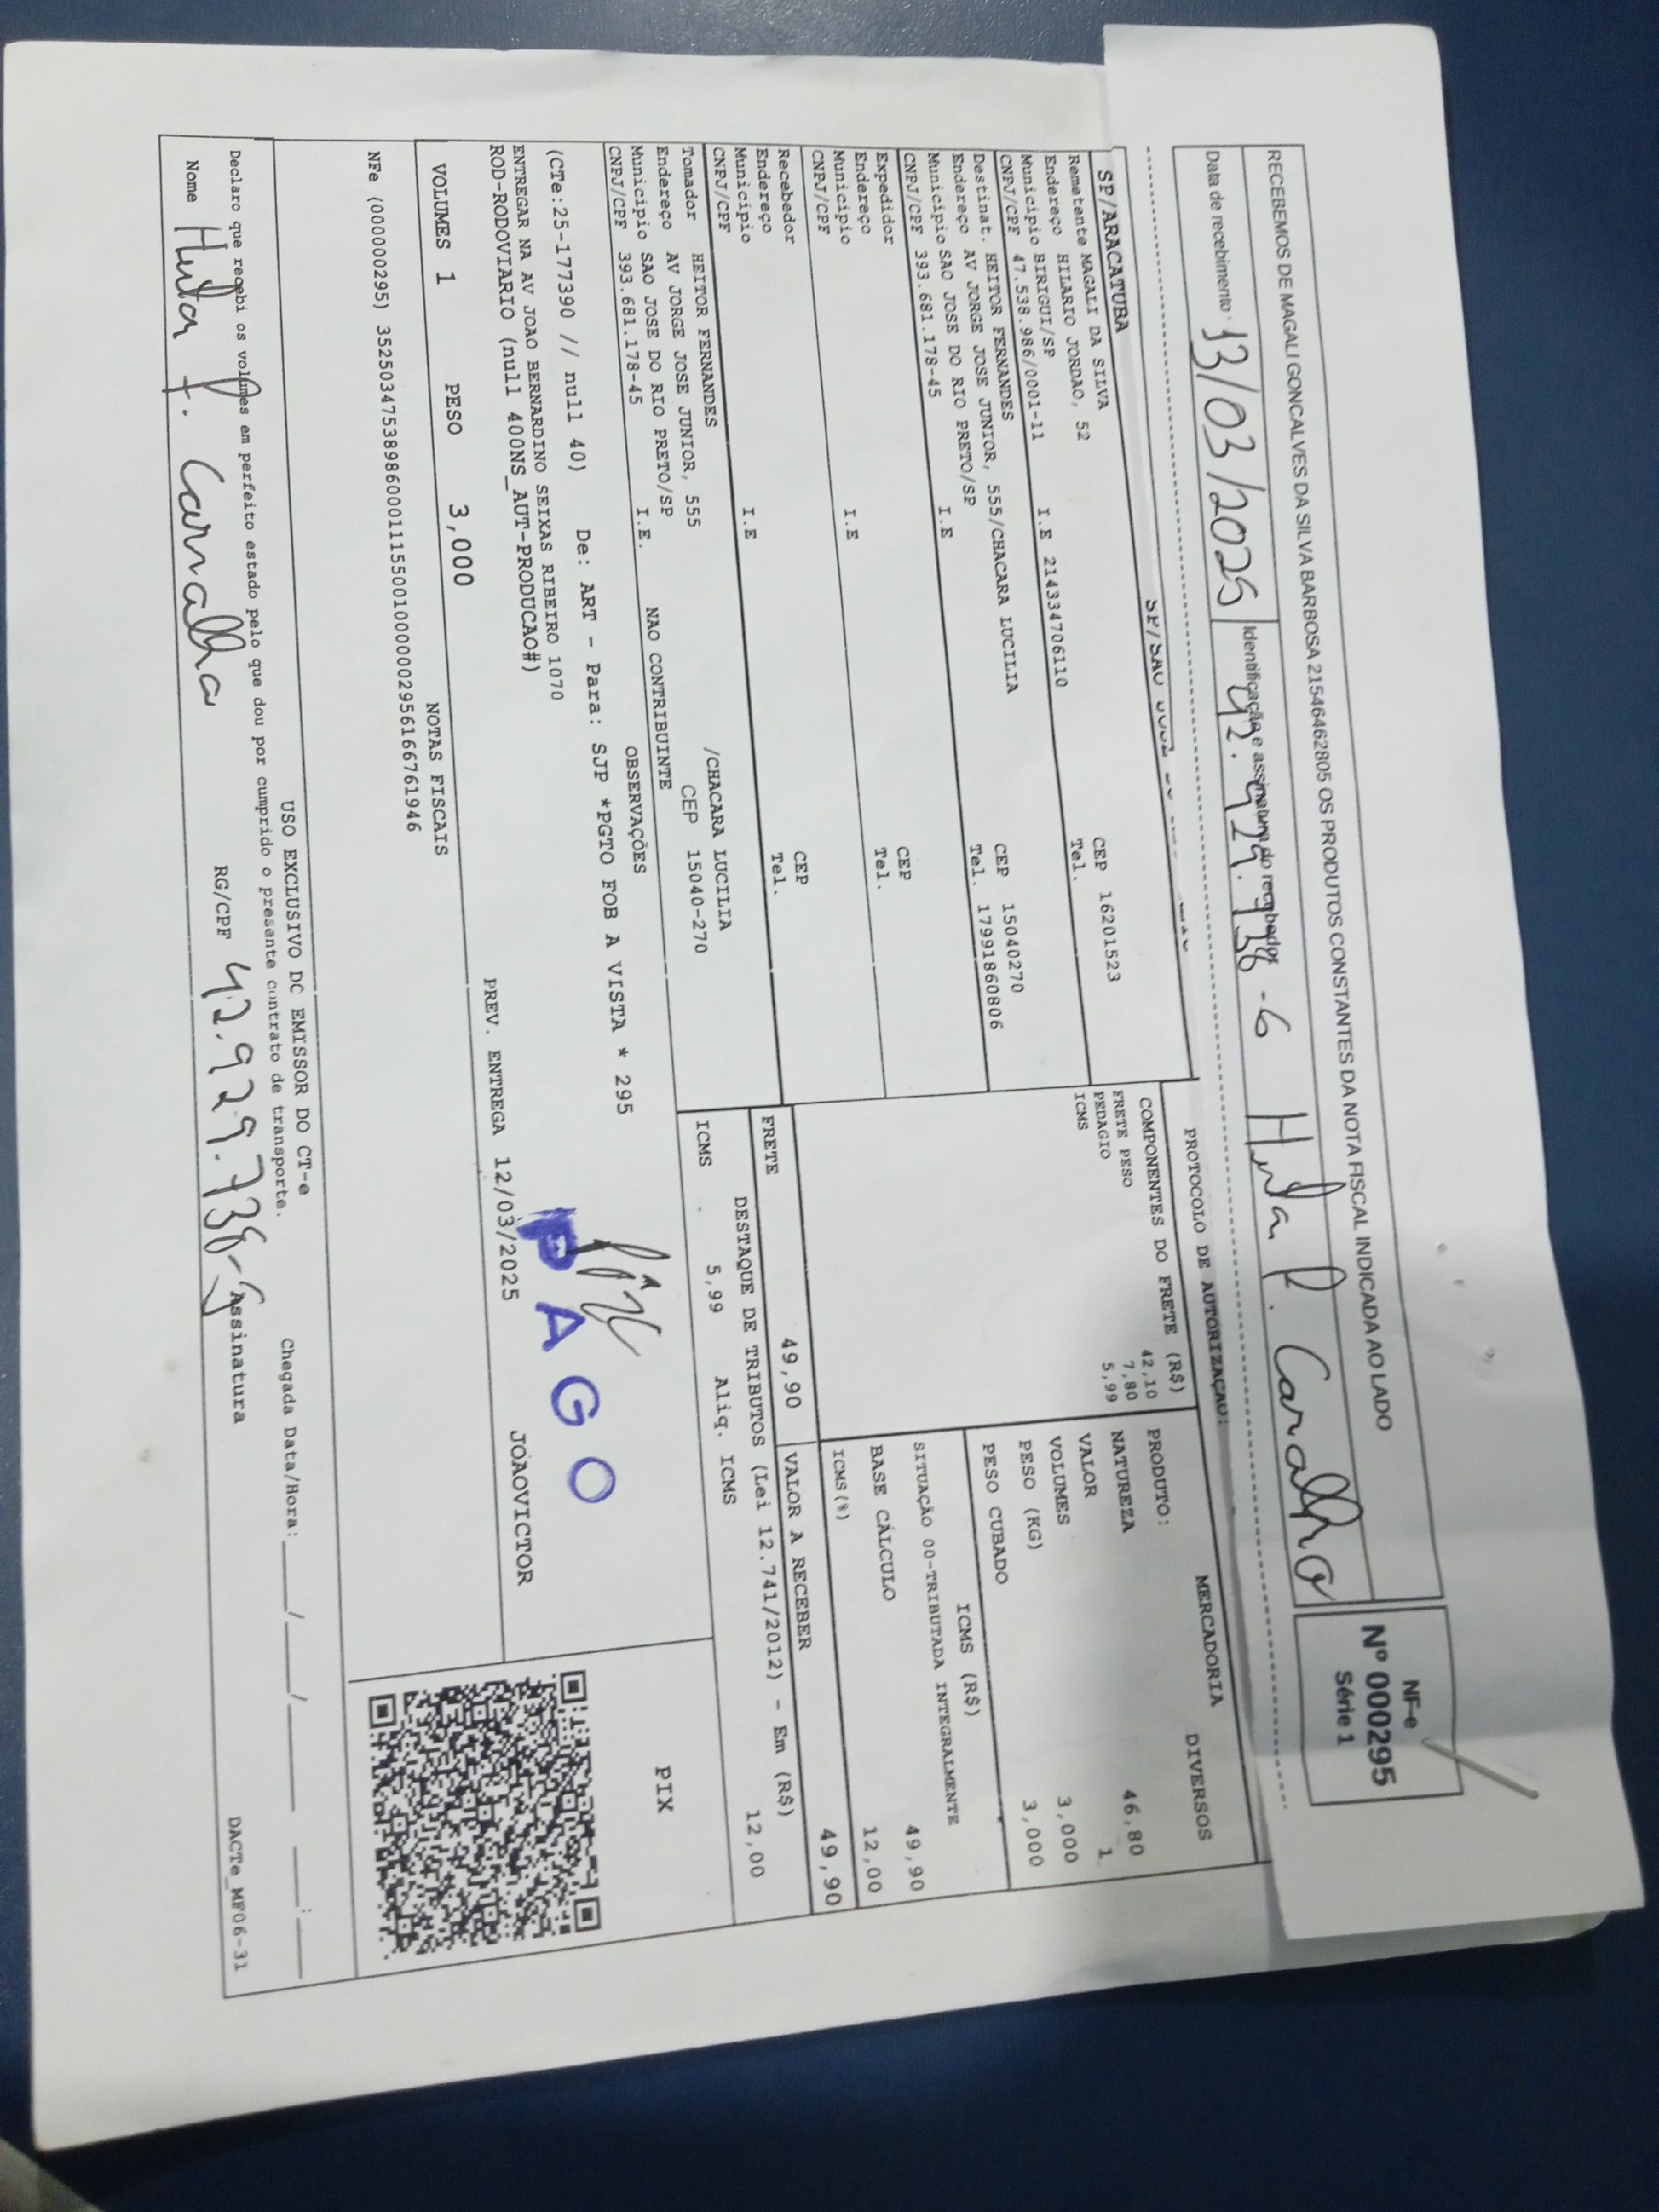 RECEBEMOS DE MAGALI GONCALVES DA SILVA BARBOSA 21546462805 OS PRODUTOS CONSTANTES DA NOTA FISCAL INDICADA AO LADO
NF-e
Nº 000295
Série 1
Data de recebimento 13/03/2025
Identificação e assinatura do recebedor
42.929.738-6
PROTOCOLO DE AUTORIZAÇAO:
SP/ARACATUBA
Remetente MAGALI DA SILVA
Endereço HILARIO JORDAO, 52
CEP 16201523
Município BIRIGUI/SP
Tel.
CNPJ/CPF 47.538.986/0001-11
I.E 214334706110
Destinat. HEITOR FERNANDES
Endereço AV JORGE JOSE JUNIOR, 555/CHACARA LUCILIA
CEP 15040270
Município SAO JOSE DO RIO PRETO/SP
Tel. 17991860806
CNPJ/CPF 393.681.178-45
I.E
Expedidor
Endereço
CEP
Município
Tel.
CNPJ/CPF
I.E
Recebedor
Endereço
CEP
Município
Tel.
CNPJ/CPF
I.E
Tomador HEITOR FERNANDES
Endereço AV JORGE JOSE JUNIOR, 555
/CHACARA LUCILIA
Município SAO JOSE DO RIO PRETO/SP
CEP 15040-270
CNPJ/CPF 393.681.178-45
I.E.
NAO CONTRIBUINTE
COMPONENTES DO FRETE (R$)
FRETE PESO 42,10
PEDAGIO 7,80
ICMS 5,99
MERCADORIA
PRODUTO: DIVERSOS
NATUREZA
VALOR 46,80
VOLUMES 1
PESO (KG) 3,000
PESO CUBADO 3,000
ICMS (R$)
SITUAÇÃO 00-TRIBUTADA INTEGRALMENTE
BASE CÁLCULO 49,90
ICMS(%) 12,00
FRETE 49,90
VALOR A RECEBER 49,90
DESTAQUE DE TRIBUTOS (Lei 12.741/2012) - Em (R$)
ICMS 5,99 Aliq. ICMS 12,00
OBSERVAÇÕES
(CTe:25-177390 // null 40) De: ART - Para: SJP *PGTO FOB A VISTA * 295
ENTREGAR NA AV JOAO BERNARDINO SEIXAS RIBEIRO 1070
ROD-RODOVIARIO (null 400NS_AUT-PRODUCAO#)
PAGO
PIX
VOLUMES 1 PESO 3,000
PREV. ENTREGA 12/03/2025
JOAOVICTOR
NOTAS FISCAIS
NFe (000000295) 35250347538986000111550010000002956166761946
USO EXCLUSIVO DO EMISSOR DO CT-e
Declaro que recebi os volumes em perfeito estado pelo que dou por cumprido o presente contrato de transporte.
Chegada Data/Hora: ___/___/___ ___:___
Nome
RG/CPF 42.929.738-6
Assinatura
DACTe_MF06-31